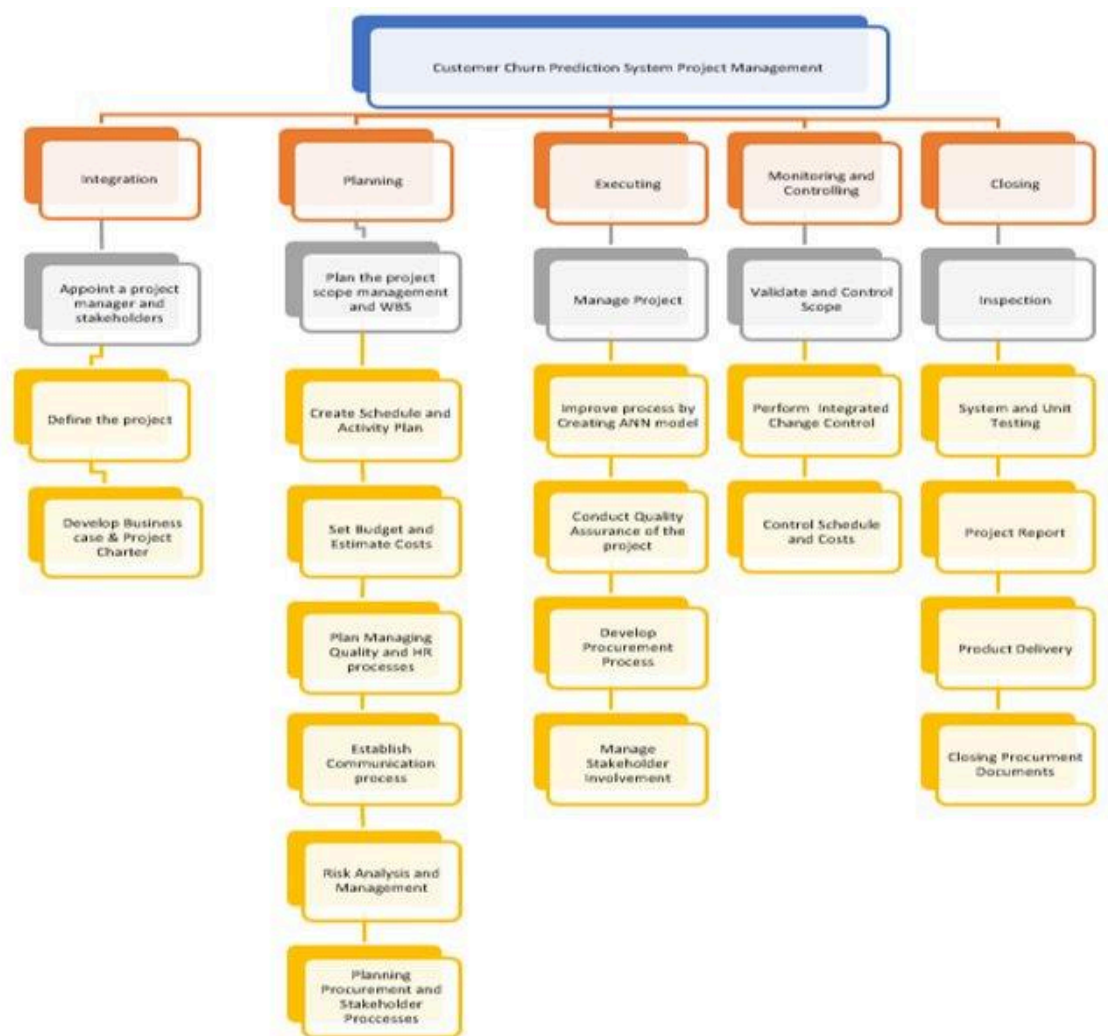 Customer Churn Prediction System Project Management
Integration
Planning
Executing
Monitoring and
Controlling
Closing
Appoint a project
manager and
stakeholders
Plan the project
scope management
and WBS
Manage Project
Validate and Control
Scope
Inspection
Define the project
Create Schedule and
Activity Plan
Improve process by
Creating ANN model
Perform Integrated
Change Control
System and Unit
Testing
Develop Business
case & Project
Charter
Set Budget and
Estimate Costs
Conduct Quality
Assurance of the
project
Control Schedule
and Costs
Project Report
Plan Managing
Quality and HR
processes
Develop
Procurement
Process
Product Delivery
Establish
Communication
process
Manage
Stakeholder
Involvement
Closing Procurment
Documents
Risk Analysis and
Management
Planning
Procurement and
Stakeholder
Proccesses